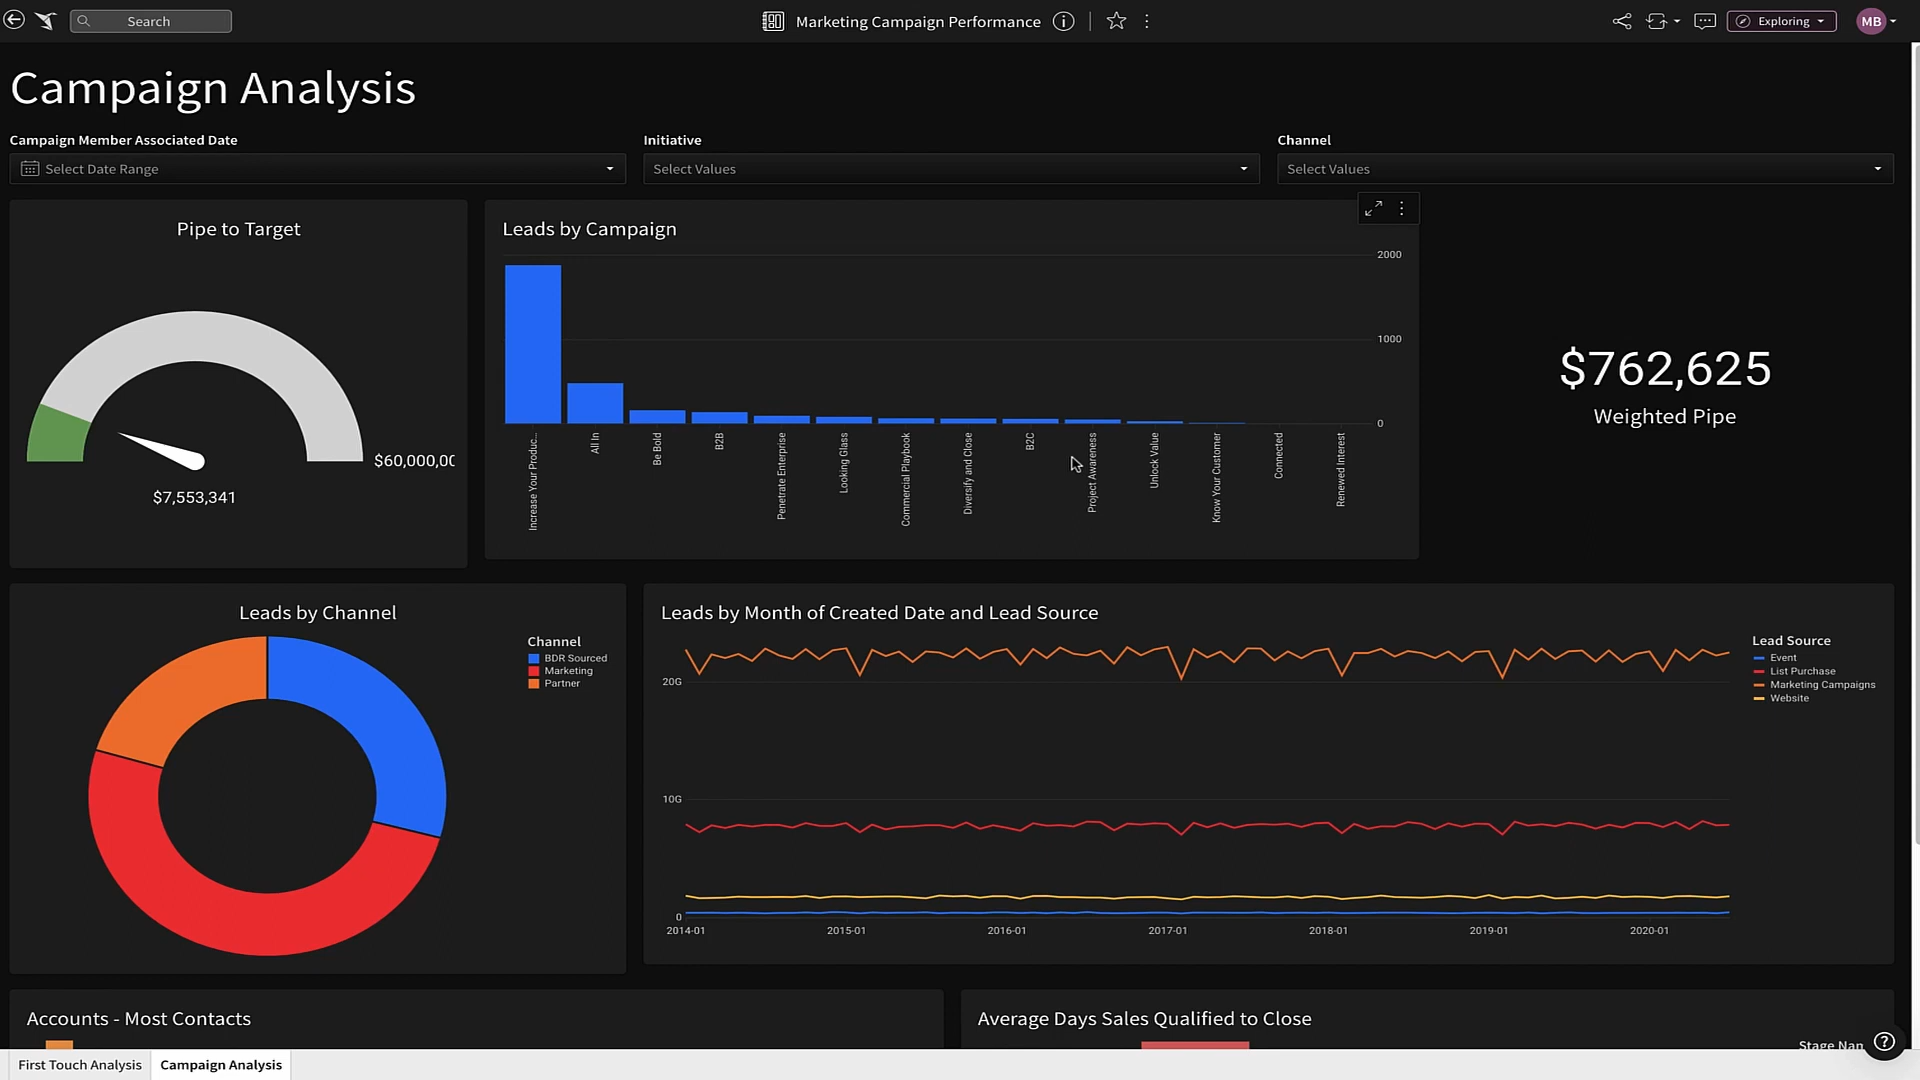 Search
Marketing Campaign Performance
Exploring
MB
Campaign Analysis
Campaign Member Associated Date
Select Date Range
Initiative
Select Values
Channel
Select Values
Pipe to Target
$60,000,00
$7,553,341
Leads by Campaign
2000
1000
0
Increase Your Produc...
All In
Be Bold
B2B
Penetrate Enterprise
Looking Glass
Commercial Playbook
Diversify and Close
B2C
Project Awareness
Unlock Value
Know Your Customer
Connected
Renewed Interest
$762,625
Weighted Pipe
Leads by Channel
Channel
BDR Sourced
Marketing
Partner
Leads by Month of Created Date and Lead Source
20G
10G
0
2014-01
2015-01
2016-01
2017-01
2018-01
2019-01
2020-01
Lead Source
Event
List Purchase
Marketing Campaigns
Website
Accounts - Most Contacts
Average Days Sales Qualified to Close
Stage Nam
First Touch Analysis
Campaign Analysis